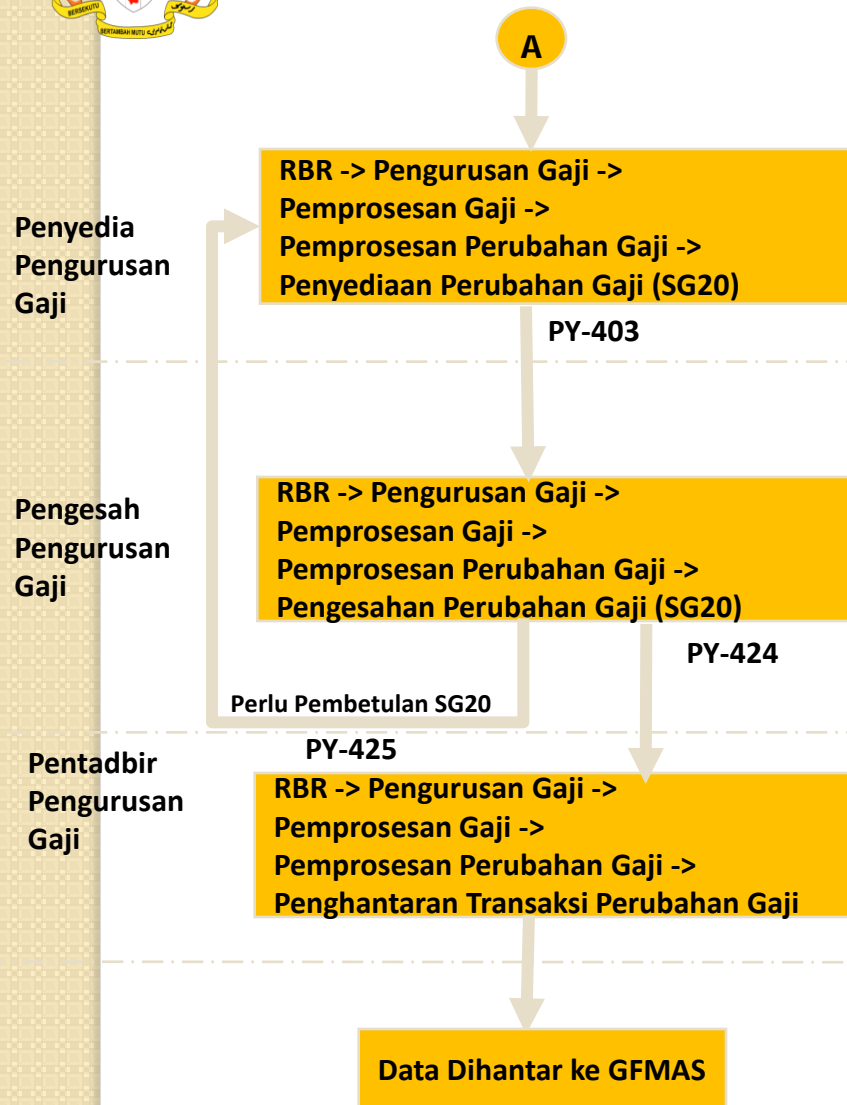 BERSEKUTU
BERTAMBAH MUTU
A
RBR -> Pengurusan Gaji ->
Pemprosesan Gaji ->
Pemprosesan Perubahan Gaji ->
Penyediaan Perubahan Gaji (SG20)
Penyedia
Pengurusan
Gaji
PY-403
Pengesah
Pengurusan
Gaji
RBR -> Pengurusan Gaji ->
Pemprosesan Gaji ->
Pemprosesan Perubahan Gaji ->
Pengesahan Perubahan Gaji (SG20)
PY-424
Perlu Pembetulan SG20
PY-425
Pentadbir
Pengurusan
Gaji
RBR -> Pengurusan Gaji ->
Pemprosesan Gaji ->
Pemprosesan Perubahan Gaji ->
Penghantaran Transaksi Perubahan Gaji
Data Dihantar ke GFMAS